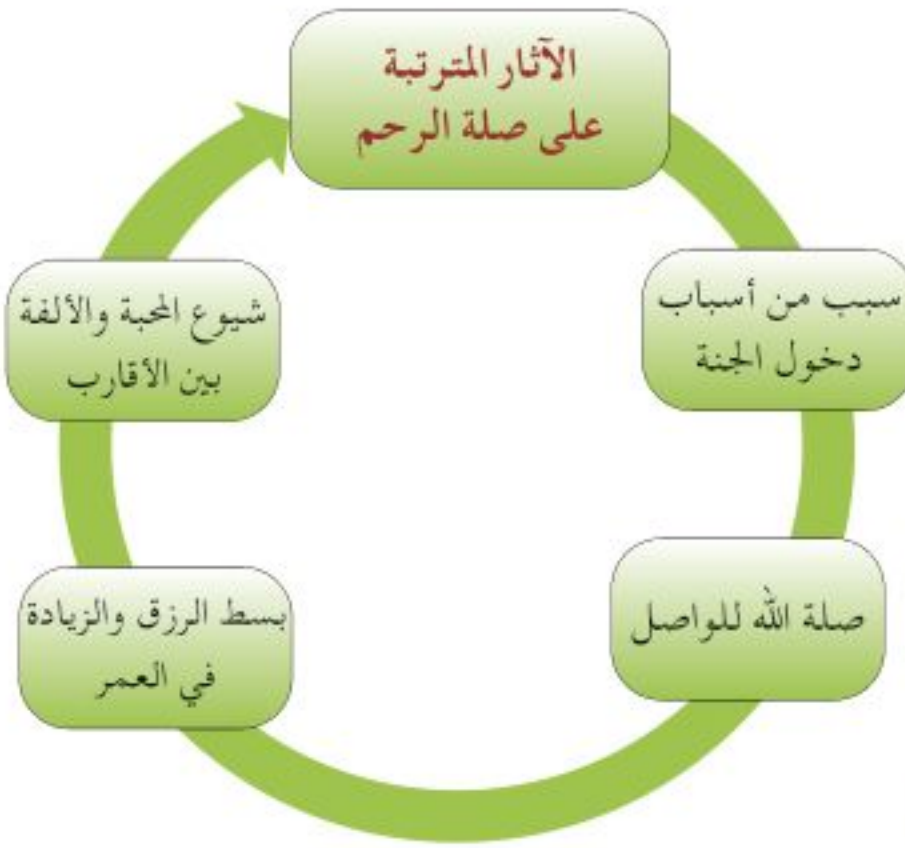 الآثار المترتبة
على صلة الرحم
سبب من أسباب
دخول الجنة
صلة الله للواصل
بسط الرزق والزيادة
في العمر
شيوع المحبة والألفة
بين الأقارب